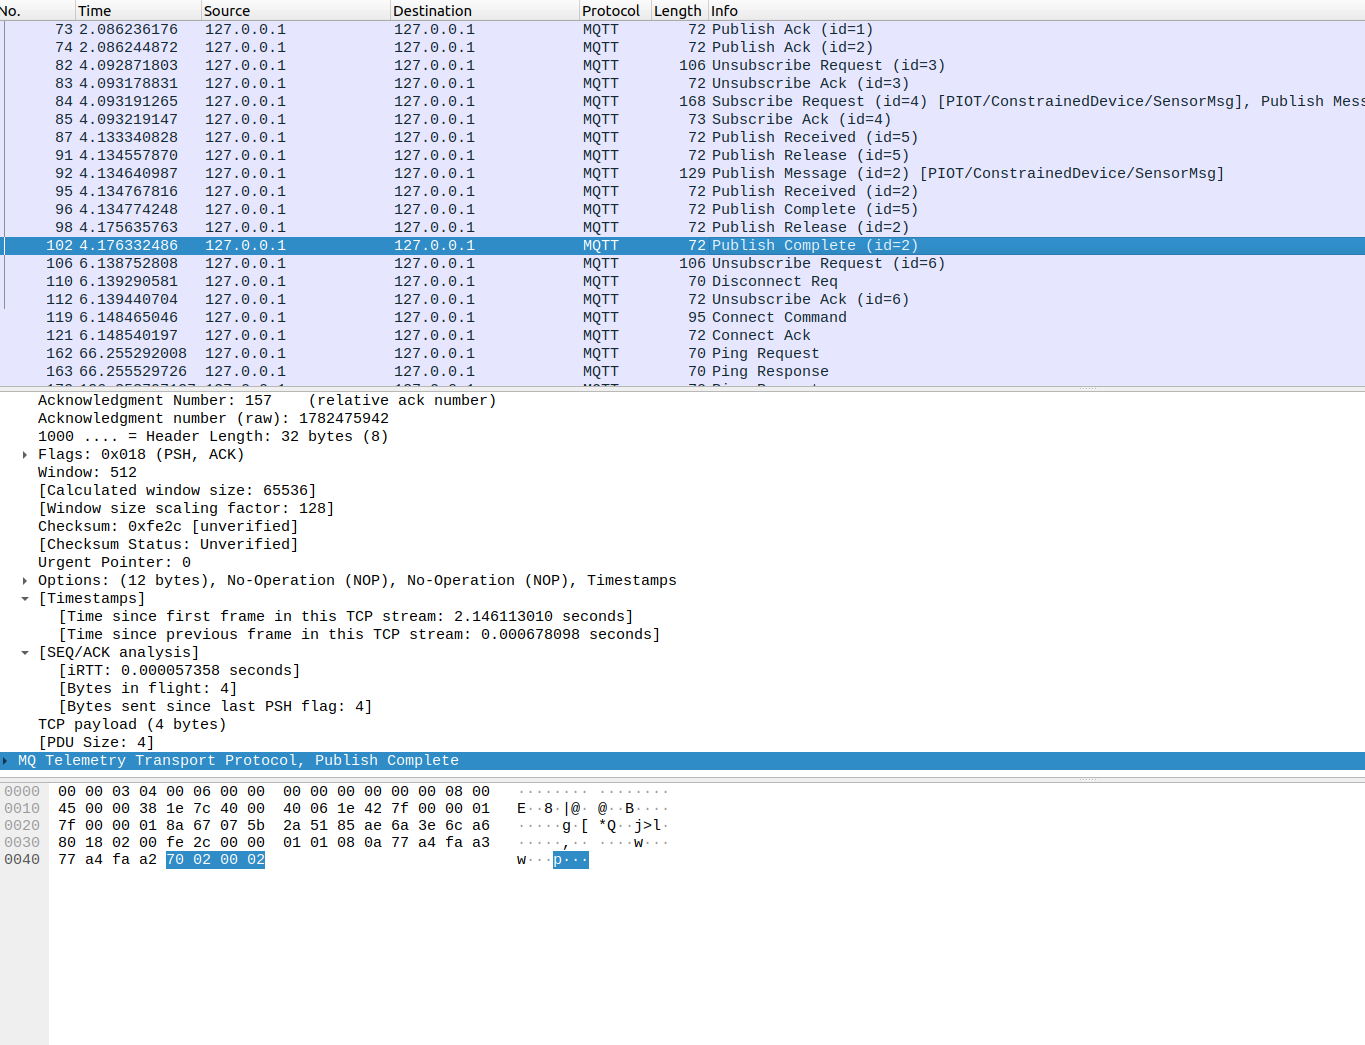 No. Time Source Destination Protocol Length Info
73 2.086236176 127.0.0.1 127.0.0.1 MQTT 72 Publish Ack (id=1)
74 2.086244872 127.0.0.1 127.0.0.1 MQTT 72 Publish Ack (id=2)
82 4.092871803 127.0.0.1 127.0.0.1 MQTT 106 Unsubscribe Request (id=3)
83 4.093178831 127.0.0.1 127.0.0.1 MQTT 72 Unsubscribe Ack (id=3)
84 4.093191265 127.0.0.1 127.0.0.1 MQTT 168 Subscribe Request (id=4) [PIOT/ConstrainedDevice/SensorMsg], Publish Mess
85 4.093219147 127.0.0.1 127.0.0.1 MQTT 73 Subscribe Ack (id=4)
87 4.133340828 127.0.0.1 127.0.0.1 MQTT 72 Publish Received (id=5)
91 4.134557870 127.0.0.1 127.0.0.1 MQTT 72 Publish Release (id=5)
92 4.134640987 127.0.0.1 127.0.0.1 MQTT 129 Publish Message (id=2) [PIOT/ConstrainedDevice/SensorMsg]
95 4.134767816 127.0.0.1 127.0.0.1 MQTT 72 Publish Received (id=2)
96 4.134774248 127.0.0.1 127.0.0.1 MQTT 72 Publish Complete (id=5)
98 4.175635763 127.0.0.1 127.0.0.1 MQTT 72 Publish Release (id=2)
102 4.176332486 127.0.0.1 127.0.0.1 MQTT 72 Publish Complete (id=2)
106 6.138752808 127.0.0.1 127.0.0.1 MQTT 106 Unsubscribe Request (id=6)
110 6.139290581 127.0.0.1 127.0.0.1 MQTT 70 Disconnect Req
112 6.139440704 127.0.0.1 127.0.0.1 MQTT 72 Unsubscribe Ack (id=6)
119 6.148465046 127.0.0.1 127.0.0.1 MQTT 95 Connect Command
121 6.148540197 127.0.0.1 127.0.0.1 MQTT 72 Connect Ack
162 66.255292008 127.0.0.1 127.0.0.1 MQTT 70 Ping Request
163 66.255529726 127.0.0.1 127.0.0.1 MQTT 70 Ping Response
Acknowledgment Number: 157 (relative ack number)
Acknowledgment number (raw): 1782475942
1000 .... = Header Length: 32 bytes (8)
Flags: 0x018 (PSH, ACK)
Window: 512
[Calculated window size: 65536]
[Window size scaling factor: 128]
Checksum: 0xfe2c [unverified]
[Checksum Status: Unverified]
Urgent Pointer: 0
Options: (12 bytes), No-Operation (NOP), No-Operation (NOP), Timestamps
[Timestamps]
[Time since first frame in this TCP stream: 2.146113010 seconds]
[Time since previous frame in this TCP stream: 0.000678098 seconds]
[SEQ/ACK analysis]
[iRTT: 0.000057358 seconds]
[Bytes in flight: 4]
[Bytes sent since last PSH flag: 4]
TCP payload (4 bytes)
[PDU Size: 4]
MQ Telemetry Transport Protocol, Publish Complete
0000 00 00 03 04 00 06 00 00 00 00 00 00 00 00 08 00 ········ ········
0010 45 00 00 38 1e 7c 40 00 40 06 1e 42 7f 00 00 01 E··8·|@· @··B····
0020 7f 00 00 01 8a 67 07 5b 2a 51 85 ae 6a 3e 6c a6 ·····g·[ *Q··j>l·
0030 80 18 02 00 fe 2c 00 00 01 01 08 0a 77 a4 fa a3 ·····,·· ····w···
0040 77 a4 fa a2 70 02 00 02 w···p···